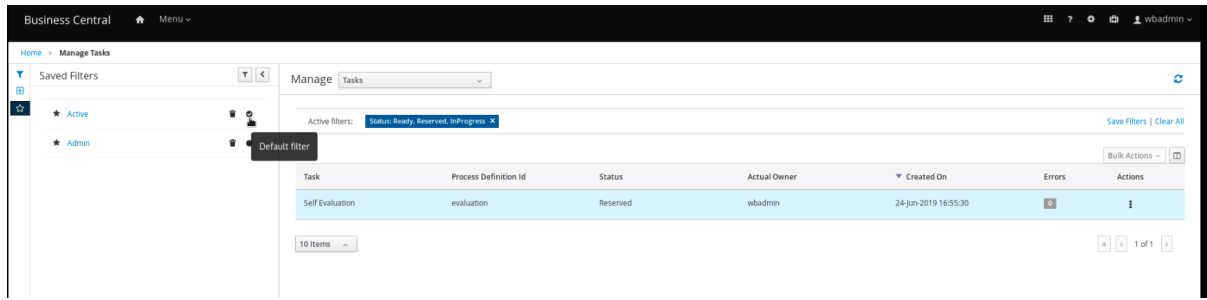 Business Central Menu wbadmin
Home > Manage Tasks
Saved Filters
Active
Default filter
Admin
Manage Tasks
Active filters: Status: Ready, Reserved, InProgress X
Save Filters | Clear All
Bulk Actions
Task Process Definition Id Status Actual Owner Created On Errors Actions
Self Evaluation evaluation Reserved wbadmin 24-Jun-2019 16:55:30 0
10 Items
« < 1 of 1 >